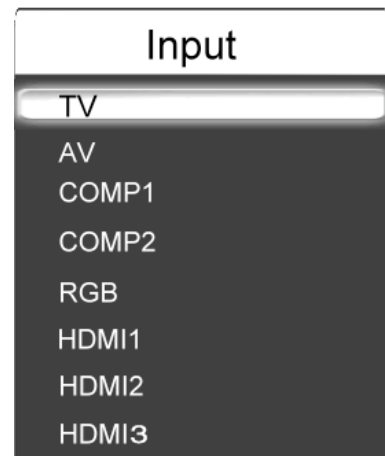 Input
TV
AV
COMP1
COMP2
RGB
HDMI1
HDMI2
HDMI3